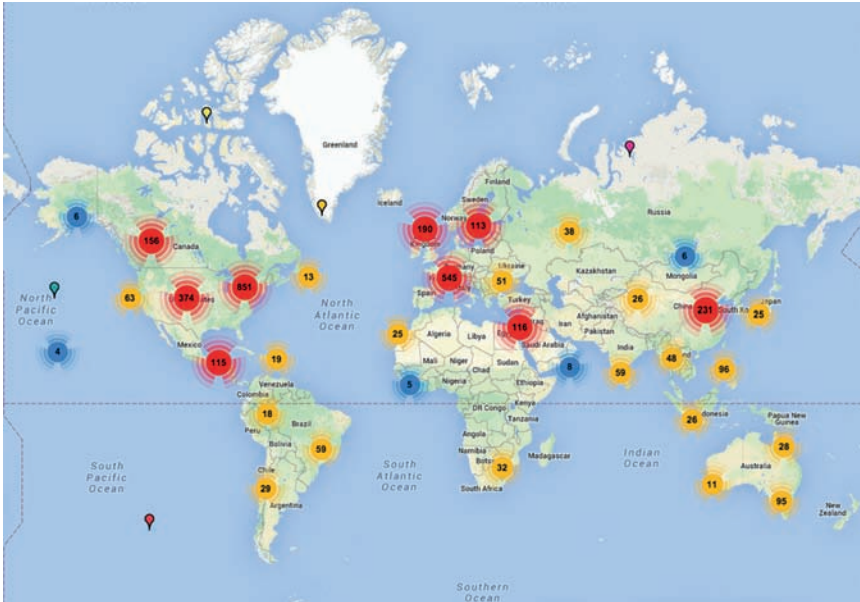 Greenland
Finland
Iceland
Sweden
Norway
Russia
6
190
113
38
156
Canada
Kingdom
Poland
6
851
13
545
Ukraine
Kazakhstan
Mongolia
North
Pacific
Ocean
63
374
North
Atlantic
Ocean
Spain
51
Turkey
26
China
231
South Ko
25
116
Iraq
Iran
Afghanistan
Pakistan
25
Algeria
Libya
Saudi Arabia
Mexico
4
115
19
Mali
Niger
Chad
Sudan
8
India
59
48
96
Venezuela
Colombia
5
Nigeria
Ethiopia
Kenya
18
Peru
Brazil
DR Congo
Tanzania
26
Papua New
Guinea
Bolivia
59
Angola
Namibia
Madagascar
Indian
Ocean
28
South
Pacific
Ocean
Chile
29
South
Atlantic
Ocean
32
South Africa
11
Australia
95
Argentina
New
Zealand
Southern
Ocean